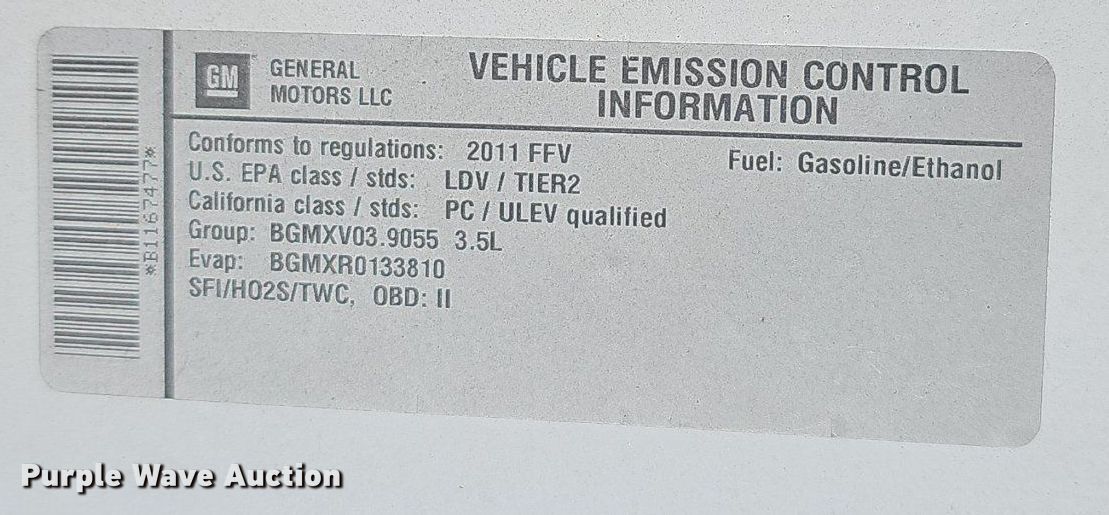 *B11674777*
GM
GENERAL
MOTORS LLC
VEHICLE EMISSION CONTROL
INFORMATION
Conforms to regulations: 2011 FFV
Fuel: Gasoline/Ethanol
U.S. EPA class / stds: LDV / TIER2
California class / stds: PC / ULEV qualified
Group: BGMXV03.9055 3.5L
Evap: BGMXR0133810
SFI/HO2S/TWC, OBD: II
Purple Wave Auction